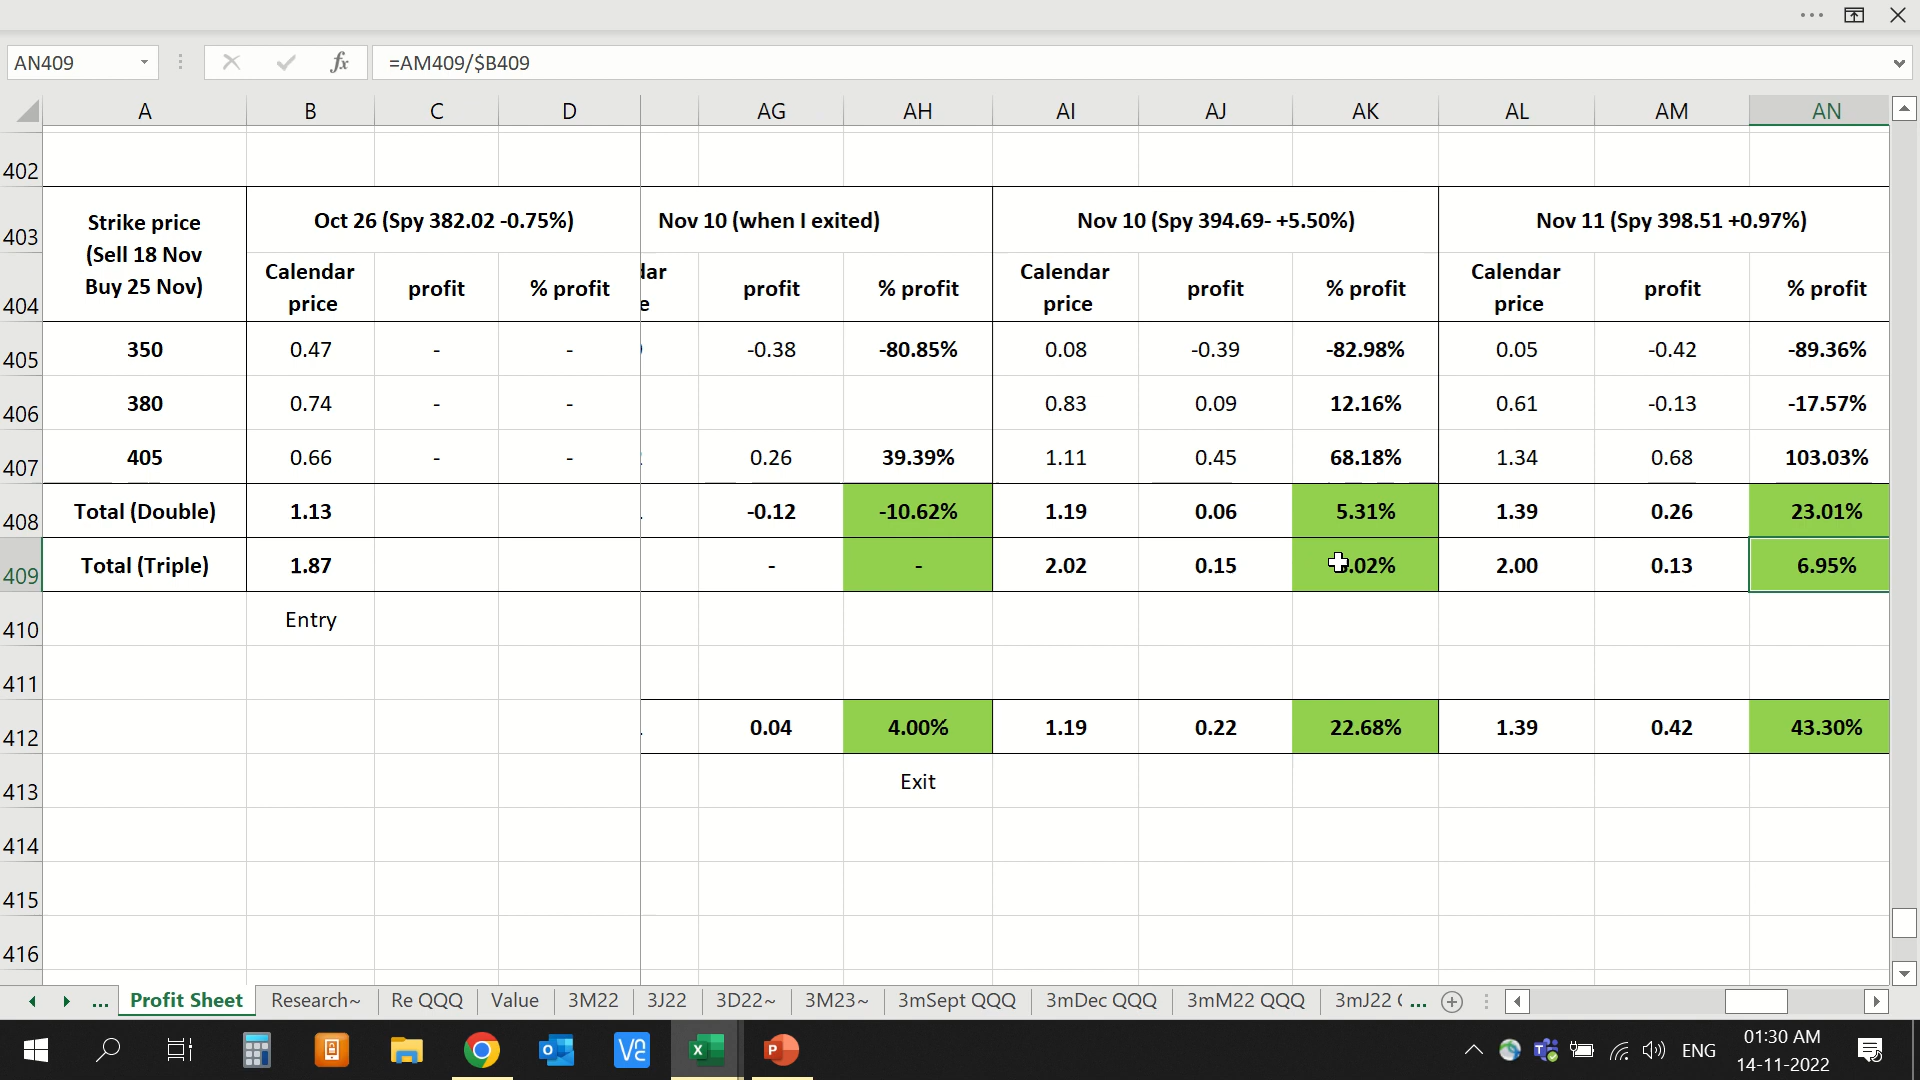 AN409 fx =AM409/$B409
A B C D AG AH AI AJ AK AL AM AN
402
403 Strike price (Sell 18 Nov Buy 25 Nov) Oct 26 (Spy 382.02 -0.75%) Nov 10 (when I exited) Nov 10 (Spy 394.69- +5.50%) Nov 11 (Spy 398.51 +0.97%)
404 Calendar price profit % profit profit % profit Calendar price profit % profit Calendar price profit % profit
405 350 0.47 - - -0.38 -80.85% 0.08 -0.39 -82.98% 0.05 -0.42 -89.36%
406 380 0.74 - - 0.83 0.09 12.16% 0.61 -0.13 -17.57%
407 405 0.66 - - 0.26 39.39% 1.11 0.45 68.18% 1.34 0.68 103.03%
408 Total (Double) 1.13 -0.12 -10.62% 1.19 0.06 5.31% 1.39 0.26 23.01%
409 Total (Triple) 1.87 - - 2.02 0.15 .02% 2.00 0.13 6.95%
410 Entry
411
412 0.04 4.00% 1.19 0.22 22.68% 1.39 0.42 43.30%
413 Exit
414
415
416
... Profit Sheet Research~ Re QQQ Value 3M22 3J22 3D22~ 3M23~ 3mSept QQQ 3mDec QQQ 3mM22 QQQ 3mJ22 ...
ENG 01:30 AM
14-11-2022